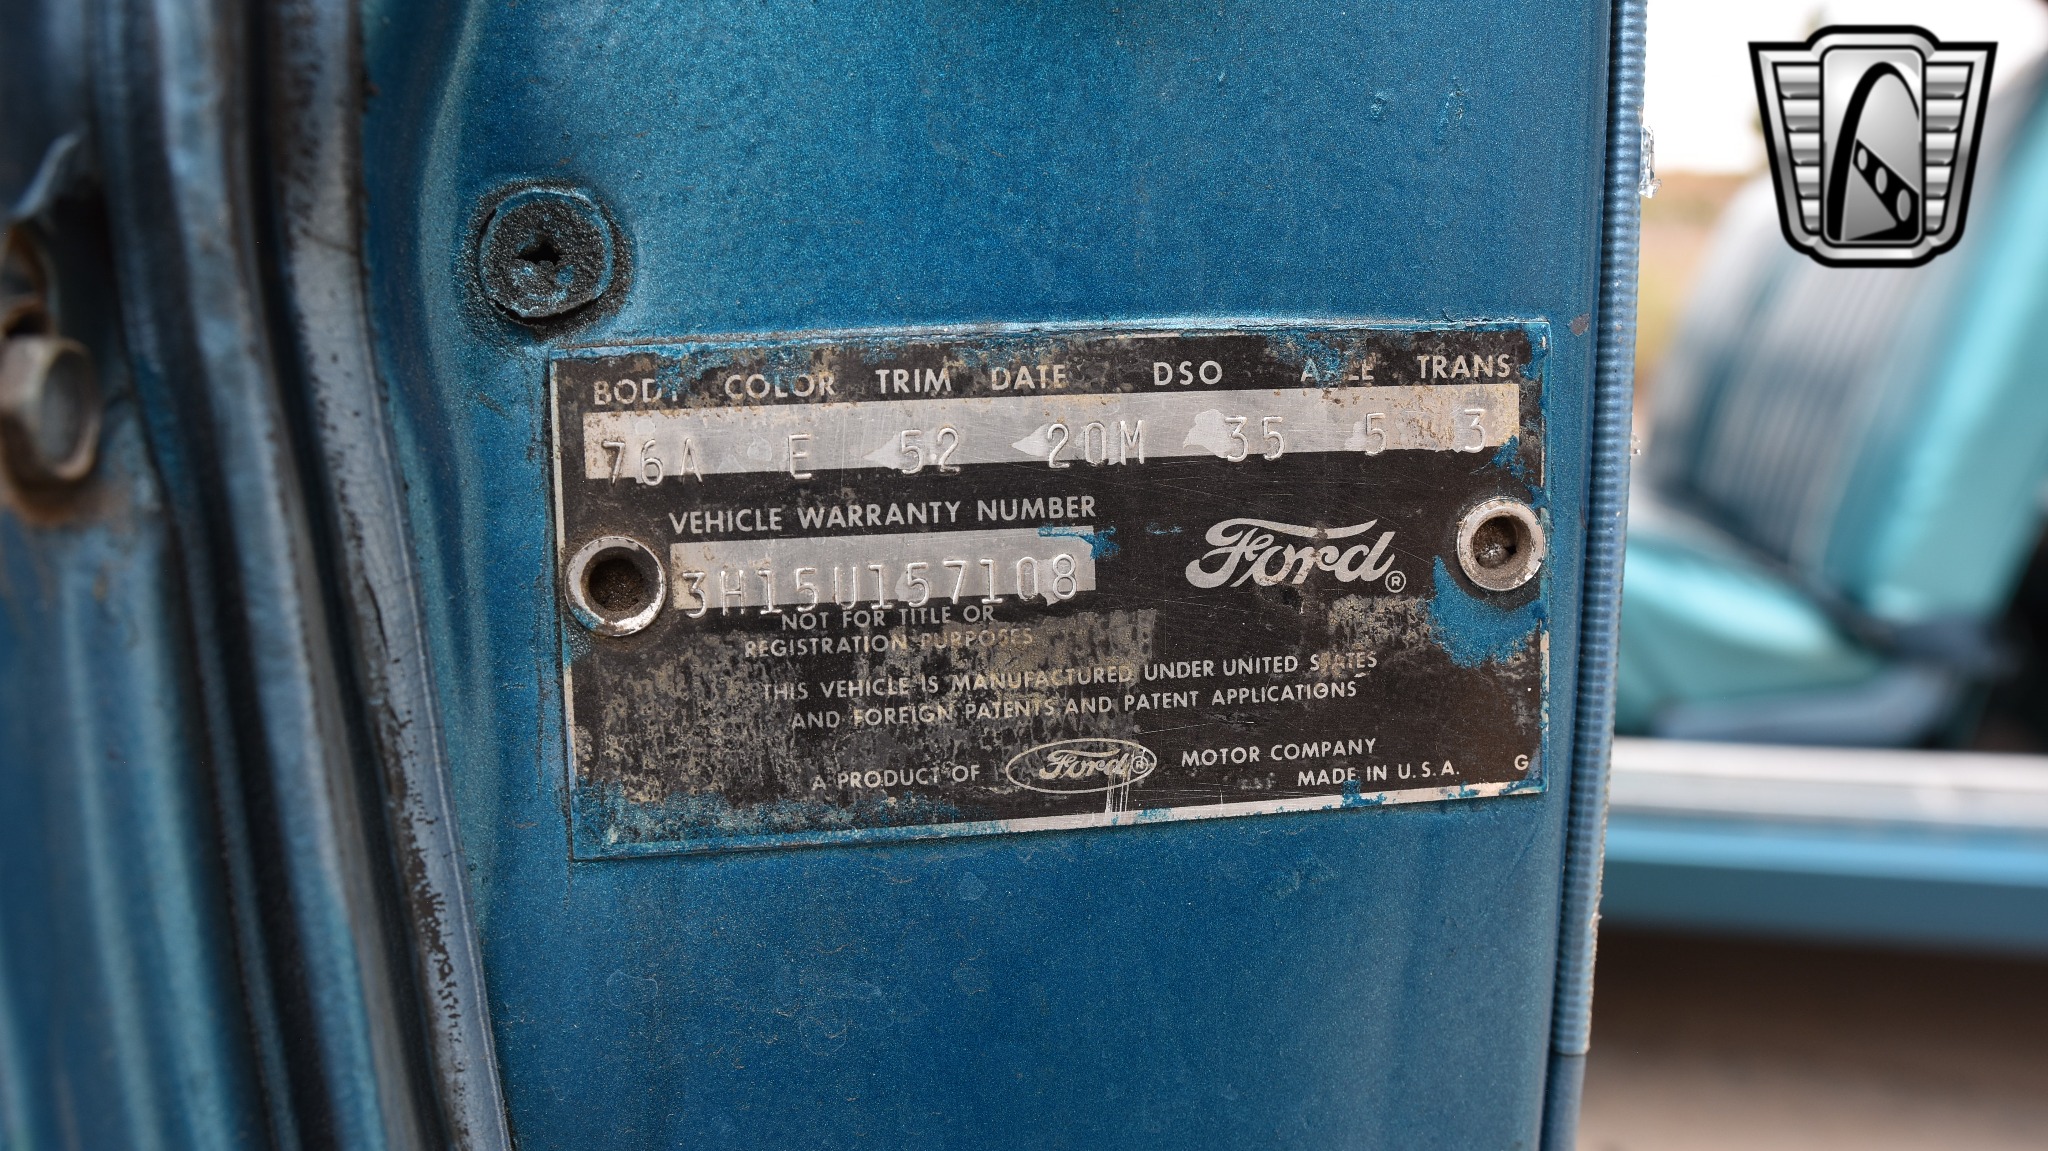 BODY COLOR TRIM DATE DSO AXLE TRANS
76A E 52 20M 35 5 3
VEHICLE WARRANTY NUMBER
3H15U157108
Ford®
NOT FOR TITLE OR
REGISTRATION PURPOSES
THIS VEHICLE IS MANUFACTURED UNDER UNITED STATES
AND FOREIGN PATENTS AND PATENT APPLICATIONS
A PRODUCT OF Ford® MOTOR COMPANY
MADE IN U.S.A. G